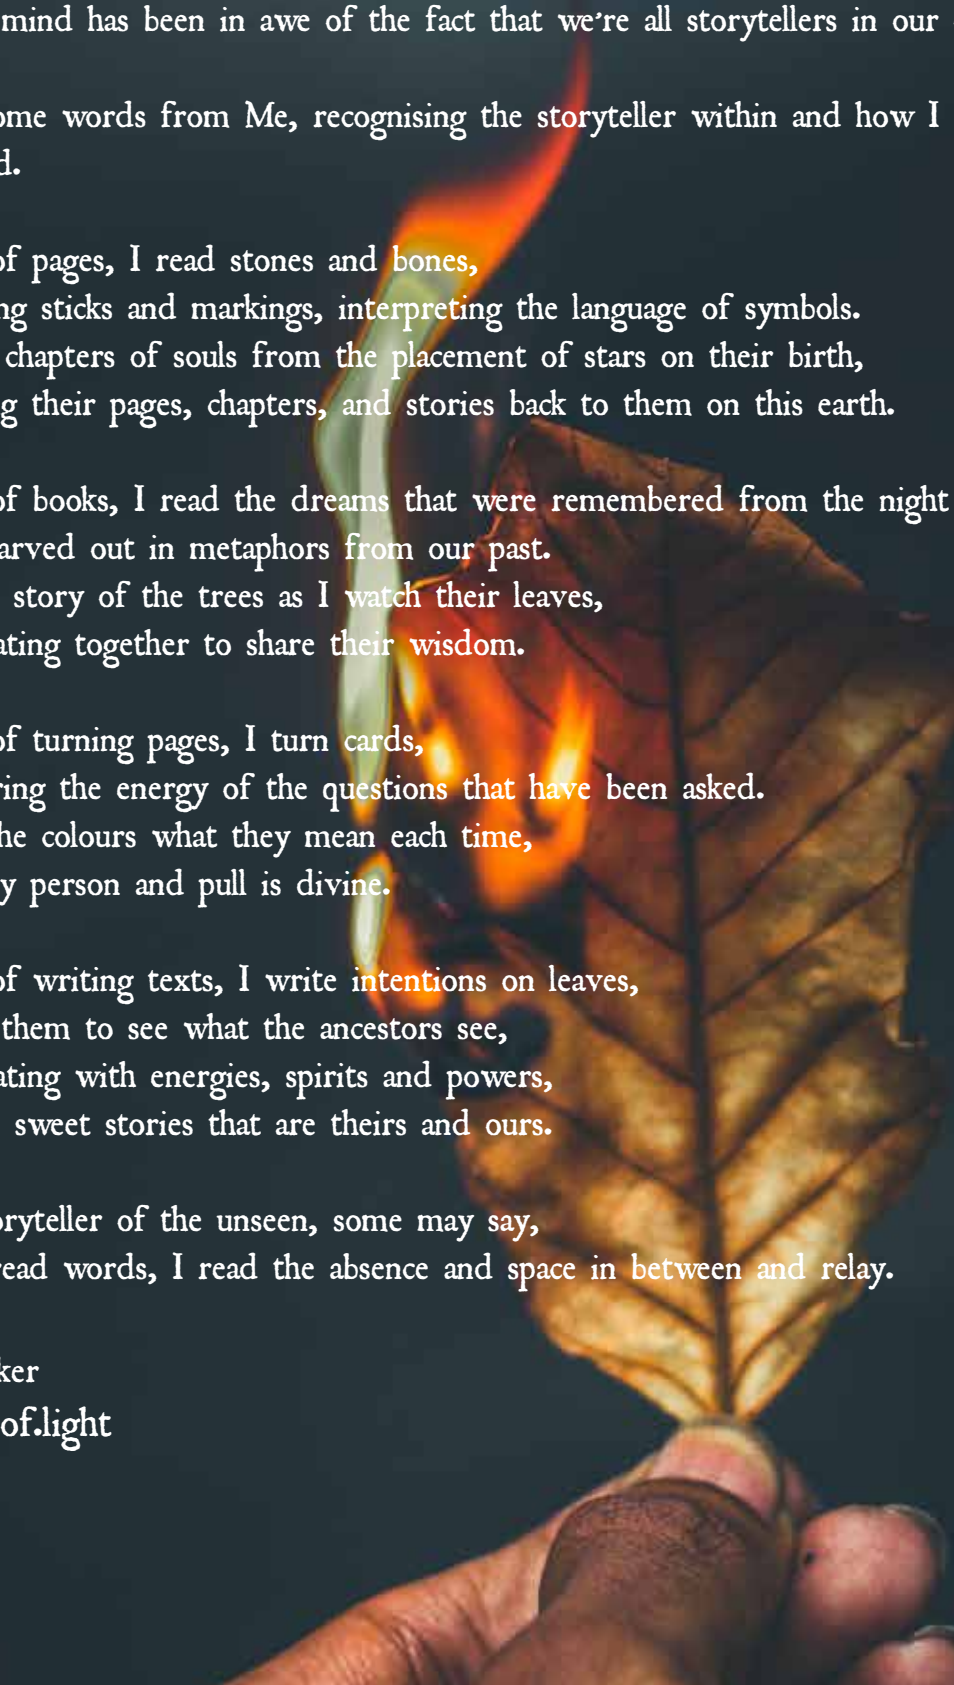 mind has been in awe of the fact that we're all storytellers in our
ome words from Me, recognising the storyteller within and how I
d.
of pages, I read stones and bones,
ng sticks and markings, interpreting the language of symbols.
chapters of souls from the placement of stars on their birth,
g their pages, chapters, and stories back to them on this earth.
of books, I read the dreams that were remembered from the night
arved out in metaphors from our past.
story of the trees as I watch their leaves,
ating together to share their wisdom.
of turning pages, I turn cards,
ring the energy of the questions that have been asked.
he colours what they mean each time,
y person and pull is divine.
of writing texts, I write intentions on leaves,
them to see what the ancestors see,
ating with energies, spirits and powers,
sweet stories that are theirs and ours.
oryteller of the unseen, some may say,
read words, I read the absence and space in between and relay.
ker
of.light